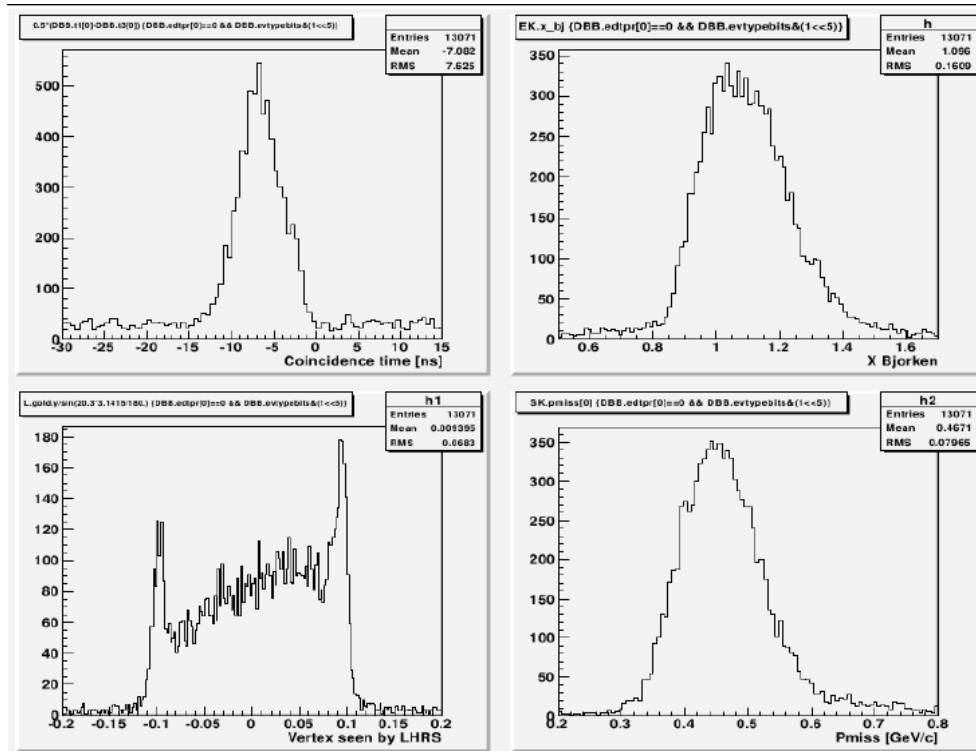 0.5*(DBB.t1[0]-DBB.t3[0]) {DBB.edtpr[0]==0 && DBB.evtypebits&(1<<5)}
Entries 13071
Mean -7.082
RMS 7.625
500
400
300
200
100
0
-30 -25 -20 -15 -10 -5 0 5 10 15
Coincidence time [ns]
EK.x_bj {DBB.edtpr[0]==0 && DBB.evtypebits&(1<<5)}
h
Entries 13071
Mean 1.096
RMS 0.1609
350
300
250
200
150
100
50
0
0.6 0.8 1 1.2 1.4 1.6
X Bjorken
L.gold.y/sin(20.3*3.1415/180.) {DBB.edtpr[0]==0 && DBB.evtypebits&(1<<5)}
h1
Entries 13071
Mean 0.009395
RMS 0.0683
180
160
140
120
100
80
60
40
20
0
-0.2 -0.15 -0.1 -0.05 0 0.05 0.1 0.15 0.2
Vertex seen by LHRS
SK.pmiss[0] {DBB.edtpr[0]==0 && DBB.evtypebits&(1<<5)}
h2
Entries 13071
Mean 0.4671
RMS 0.07965
350
300
250
200
150
100
50
0
0.2 0.3 0.4 0.5 0.6 0.7 0.8
Pmiss [GeV/c]